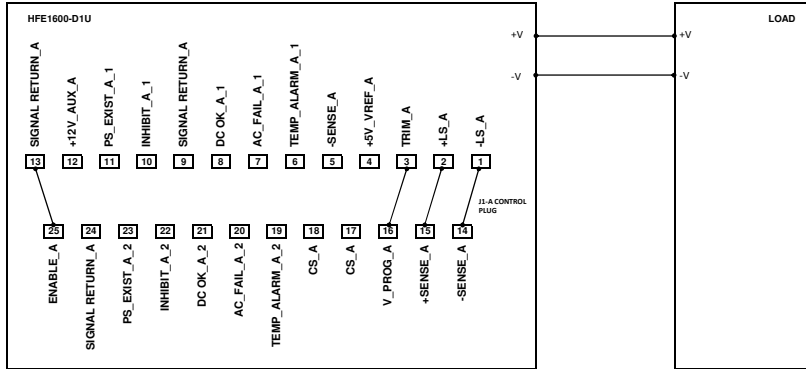 HFE1600-D1U
LOAD
+V
+V
-V
-V
SIGNAL RETURN_A
+12V_AUX_A
PS_EXIST_A_1
INHIBIT_A_1
SIGNAL RETURN_A
DC OK_A_1
AC_FAIL_A_1
TEMP_ALARM_A_1
-SENSE_A
+5V_VREF_A
TRIM_A
+LS_A
-LS_A
13
12
11
10
9
8
7
6
5
4
3
2
1
J1-A CONTROL
PLUG
25
24
23
22
21
20
19
18
17
16
15
14
ENABLE_A
SIGNAL RETURN_A
PS_EXIST_A_2
INHIBIT_A_2
DC OK_A_2
AC_FAIL_A_2
TEMP_ALARM_A_2
CS_A
CS_A
V_PROG_A
+SENSE_A
-SENSE_A